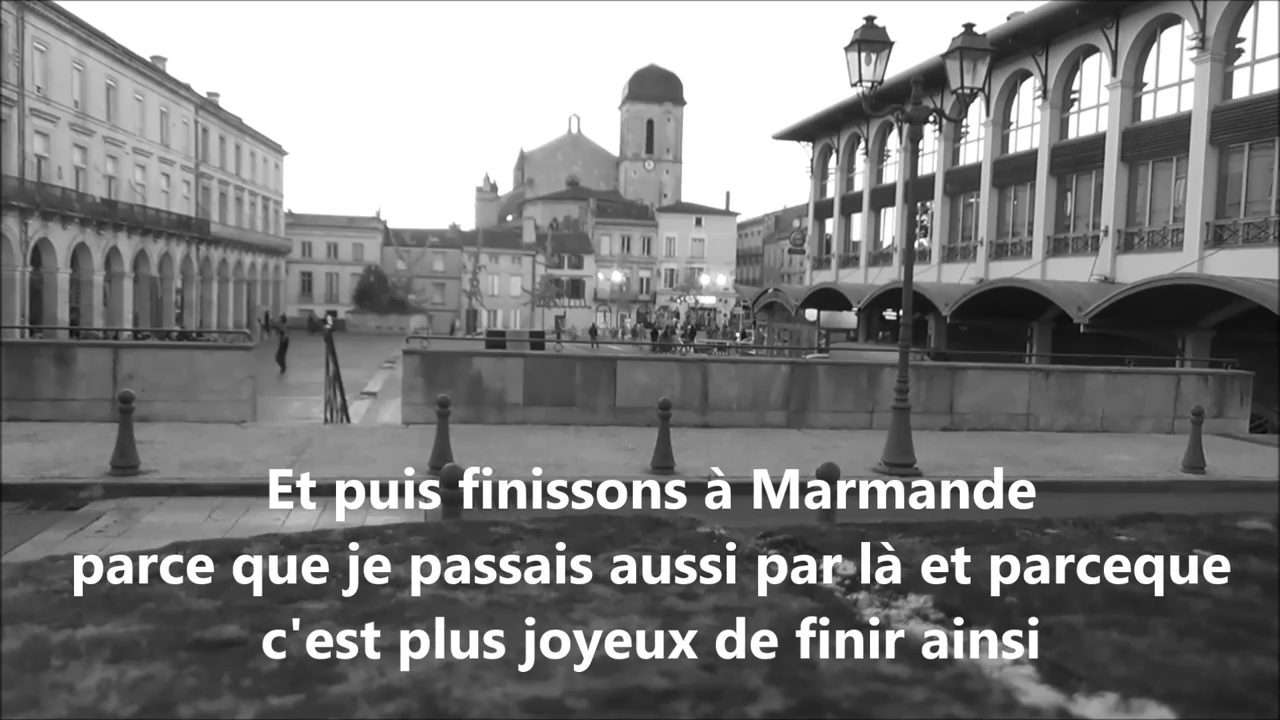 Et puis finissons à Marmande
parce que je passais aussi par là et parceque
c'est plus joyeux de finir ainsi